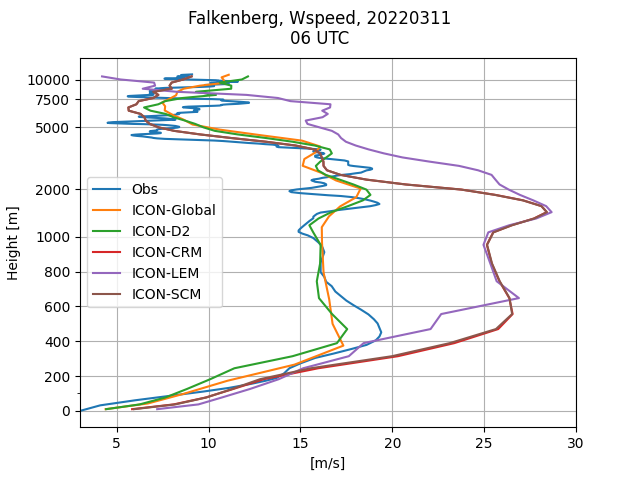 Falkenberg, Wspeed, 20220311
06 UTC
Height [m]
10000
7500
5000
2000
1000
800
600
400
200
0
Obs
ICON-Global
ICON-D2
ICON-CRM
ICON-LEM
ICON-SCM
5 10 15 20 25 30
[m/s]